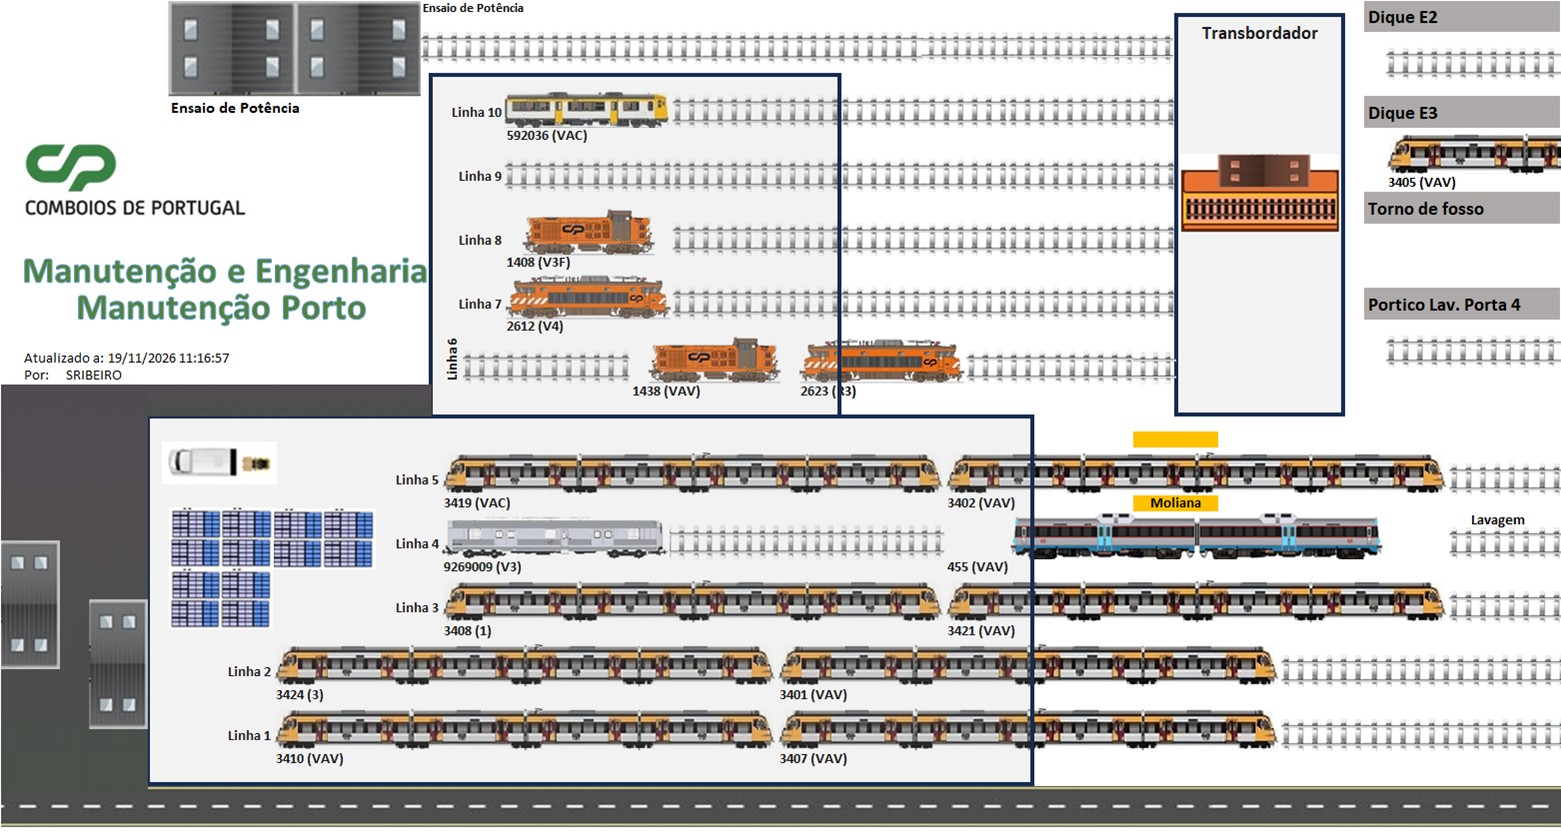 Ensaio de Potência
Ensaio de Potência
CP
COMBOIOS DE PORTUGAL
Manutenção e Engenharia
Manutenção Porto
Atualizado a: 19/11/2026 11:16:57
Por: SRIBEIRO
Linha 10
592036 (VAC)
Linha 9
Linha 8
1408 (V3F)
Linha 7
2612 (V4)
Linha 6
1438 (VAV)
2623 (R3)
Transbordador
Dique E2
Dique E3
3405 (VAV)
Torno de fosso
Portico Lav. Porta 4
Linha 5
3419 (VAC)
3402 (VAV)
Moliana
Lavagem
Linha 4
9269009 (V3)
455 (VAV)
Linha 3
3408 (1)
3421 (VAV)
Linha 2
3424 (3)
3401 (VAV)
Linha 1
3410 (VAV)
3407 (VAV)